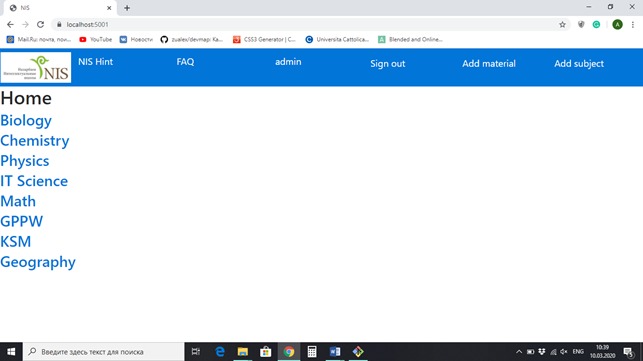 NIS
localhost:5001
A
Mail.Ru: почта, пои...
YouTube
Новости
zualex/devmap: Ка...
CSS3 Generator | C...
Universita Cattolica...
Blended and Online...
NIS
NIS Hint
FAQ
admin
Sign out
Add material
Add subject
Home
Biology
Chemistry
Physics
IT Science
Math
GPPW
KSM
Geography
Введите здесь текст для поиска
ENG
10:39
10.03.2020